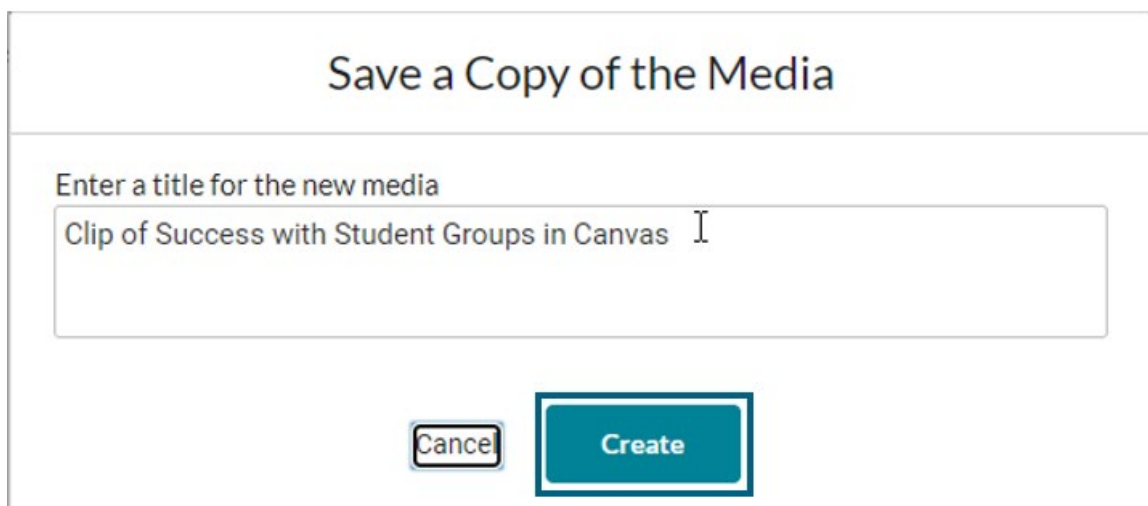 Save a Copy of the Media
Enter a title for the new media
Clip of Success with Student Groups in Canvas
Cancel Create